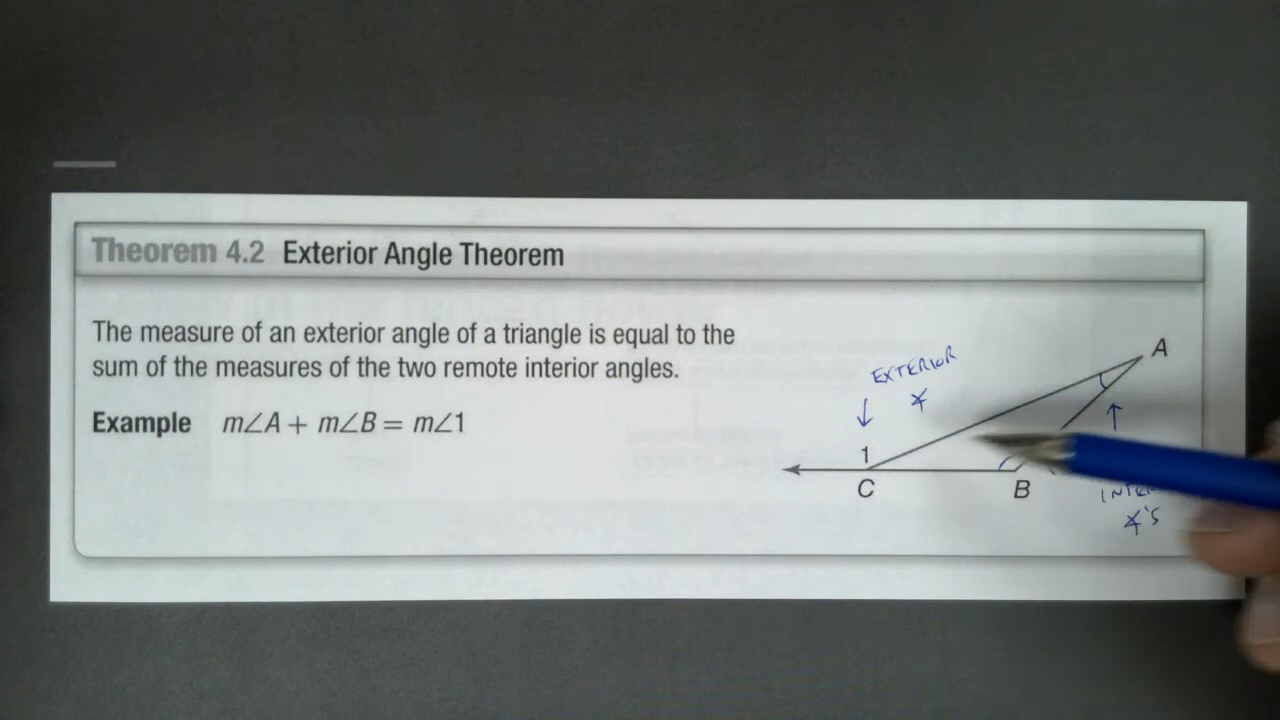 Theorem 4.2 Exterior Angle Theorem
The measure of an exterior angle of a triangle is equal to the
sum of the measures of the two remote interior angles.
Example m∠A + m∠B = m∠1
EXTERIOR
∡
A
1
C
B
∡'S